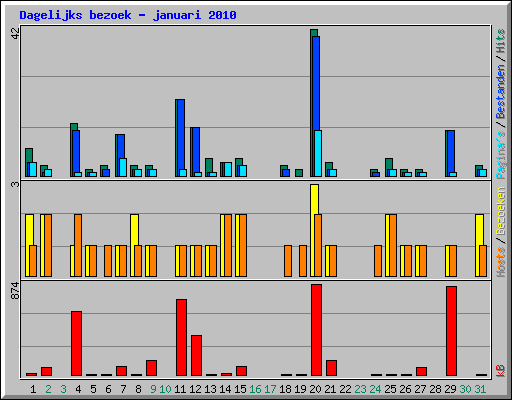 Dagelijks bezoek - januari 2010
42
3
874
Hits / Bestanden / Pagina's
Bezoeken / Hosts
kB
1 2 3 4 5 6 7 8 9 10 11 12 13 14 15 16 17 18 19 20 21 22 23 24 25 26 27 28 29 30 31